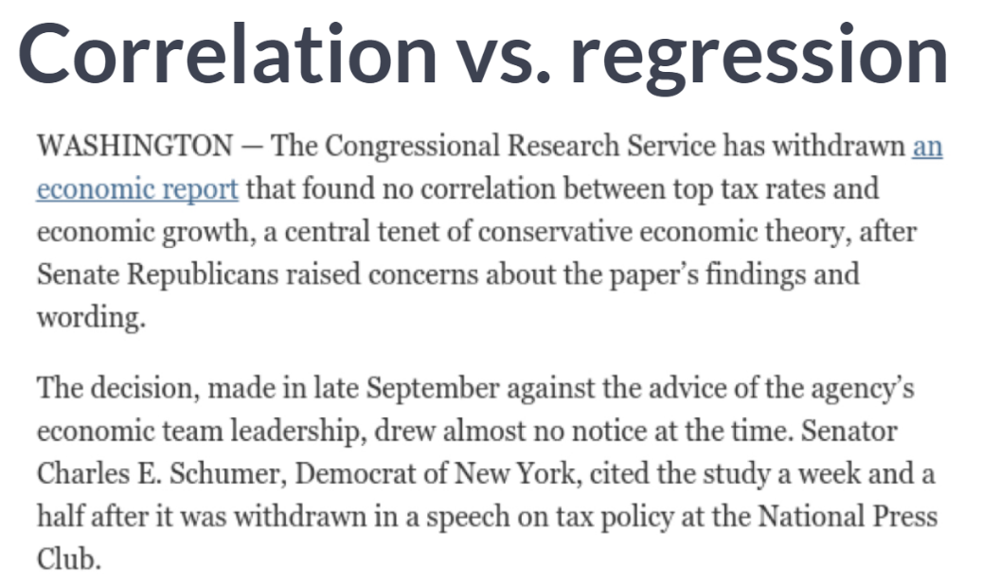 Correlation vs. regression
WASHINGTON — The Congressional Research Service has withdrawn an
economic report that found no correlation between top tax rates and
economic growth, a central tenet of conservative economic theory, after
Senate Republicans raised concerns about the paper’s findings and
wording.
The decision, made in late September against the advice of the agency’s
economic team leadership, drew almost no notice at the time. Senator
Charles E. Schumer, Democrat of New York, cited the study a week and a
half after it was withdrawn in a speech on tax policy at the National Press
Club.